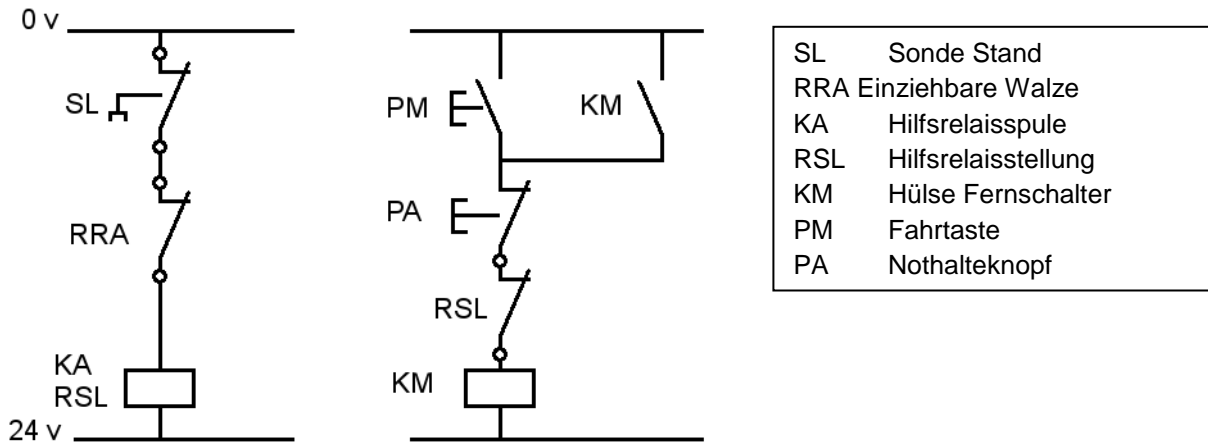 0 v
SL
RRA
KA
RSL
24 v
PM
KM
PA
RSL
KM
SL Sonde Stand
RRA Einziehbare Walze
KA Hilfsrelaisspule
RSL Hilfsrelaisstellung
KM Hülse Fernschalter
PM Fahrtaste
PA Nothalteknopf